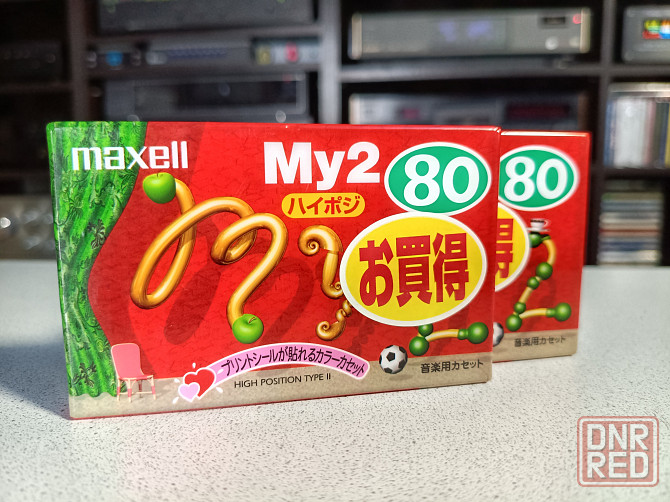 maxell
My2
80
ハイポジ
お買得
プリントシールが貼れるカラーカセット
HIGH POSITION TYPE II
音楽用カセット
80
得
音楽用カセット
DNR
RED